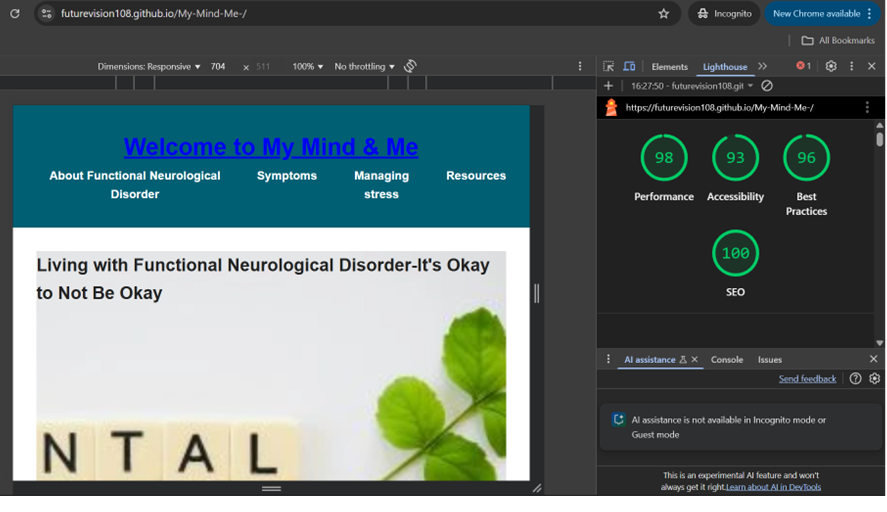 futurevision108.github.io/My-Mind-Me-/
Incognito
New Chrome available
All Bookmarks
Dimensions: Responsive 704 x 511 100% No throttling
Elements Lighthouse 1
16:27:50 - futurevision108.git
https://futurevision108.github.io/My-Mind-Me-/
Welcome to My Mind & Me
About Functional Neurological
Disorder
Symptoms
Managing
stress
Resources
Living with Functional Neurological Disorder-It's Okay
to Not Be Okay
NTAL
98
Performance
93
Accessibility
96
Best
Practices
100
SEO
AI assistance Console Issues
Send feedback
AI assistance is not available in Incognito mode or
Guest mode
This is an experimental AI feature and won't
always get it right.Learn about AI in DevTools